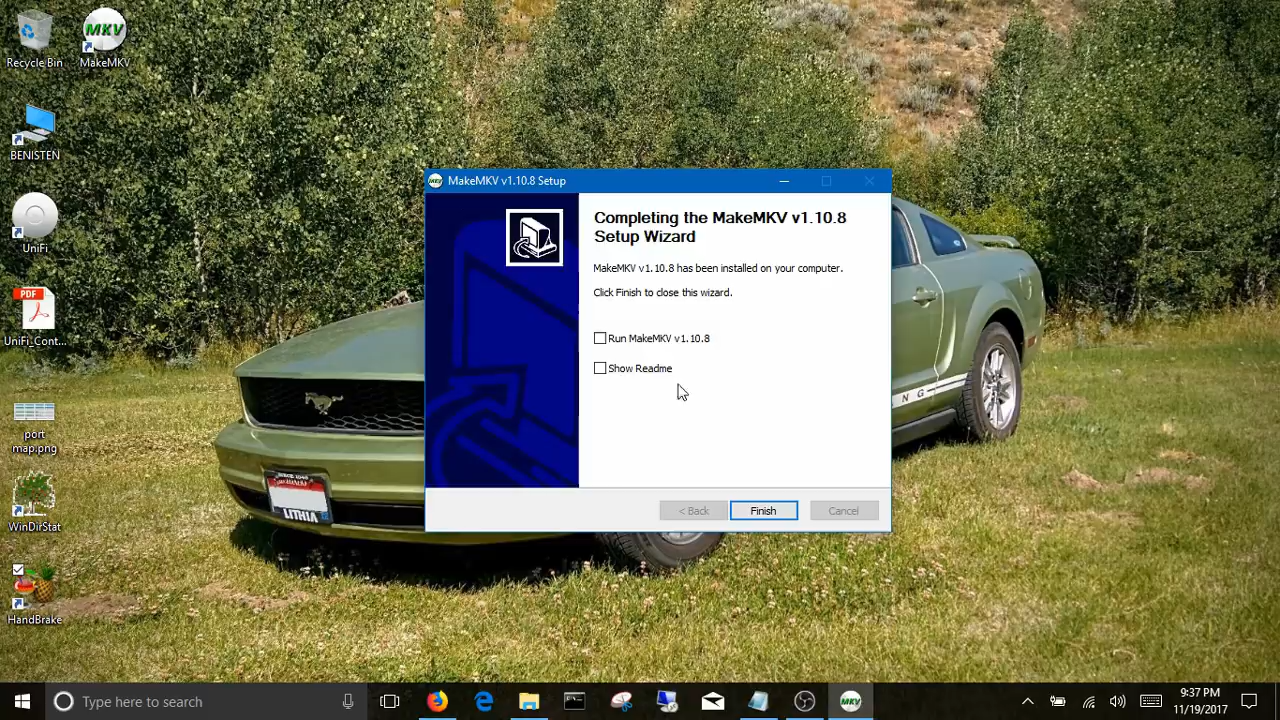 Recycle Bin
MKV
MakeMKV
BENISTEN
UniFi
PDF
UniFi_Cont...
port
map.png
WinDirStat
HandBrake
MakeMKV v1.10.8 Setup
Completing the MakeMKV v1.10.8
Setup Wizard
MakeMKV v1.10.8 has been installed on your computer.
Click Finish to close this wizard.
Run MakeMKV v1.10.8
Show Readme
< Back
Finish
Cancel
LITHIA
N G
Type here to search
MKV
9:37 PM
11/19/2017